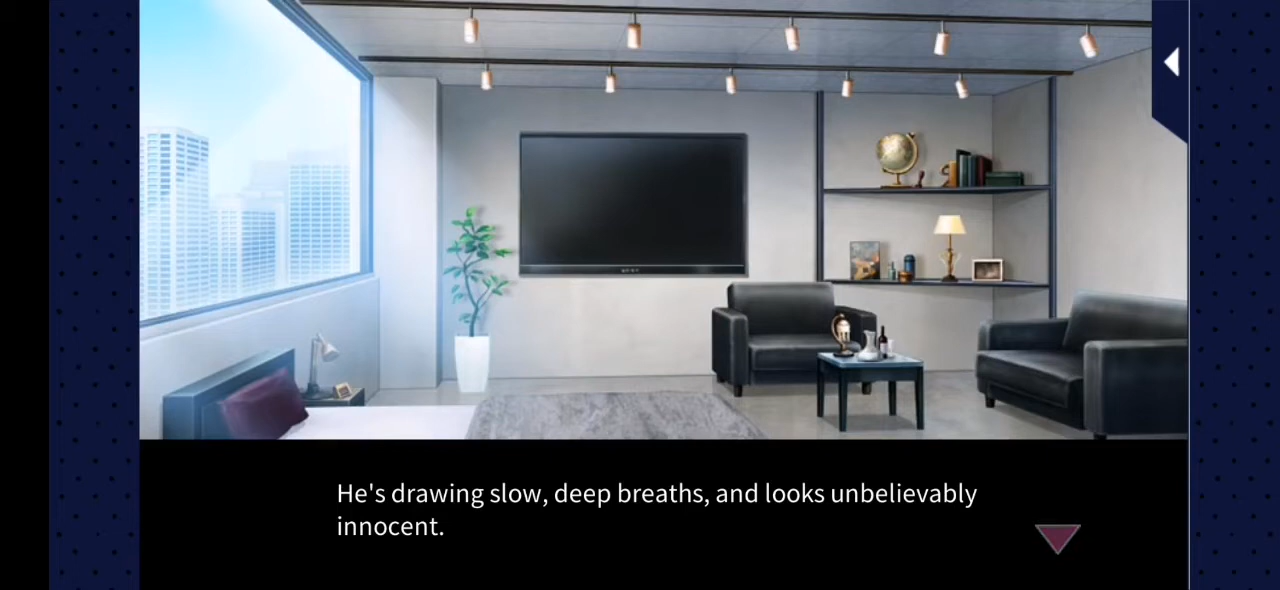 He's drawing slow, deep breaths, and looks unbelievably
innocent.